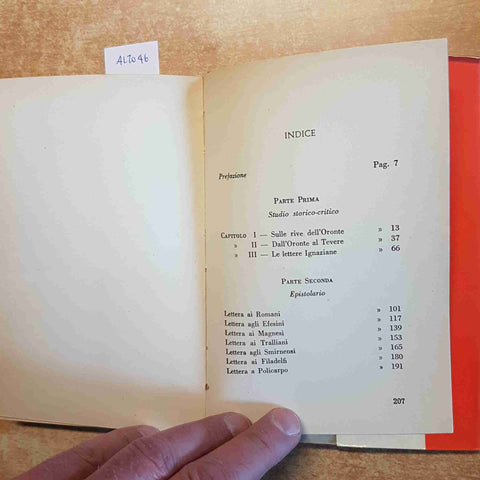 AL2046
INDICE
Pag. 7
Prefazione
PARTE PRIMA
Studio storico-critico
CAPITOLO I — Sulle rive dell'Oronte » 13
» II — Dall'Oronte al Tevere » 37
» III — Le lettere Ignaziane » 66
PARTE SECONDA
Epistolario
Lettera ai Romani » 101
Lettera agli Efesini » 117
Lettera ai Magnesi » 139
Lettera ai Tralliani » 153
Lettera agli Smirnensi » 165
Lettera ai Filadelfi » 180
Lettera a Policarpo » 191
207